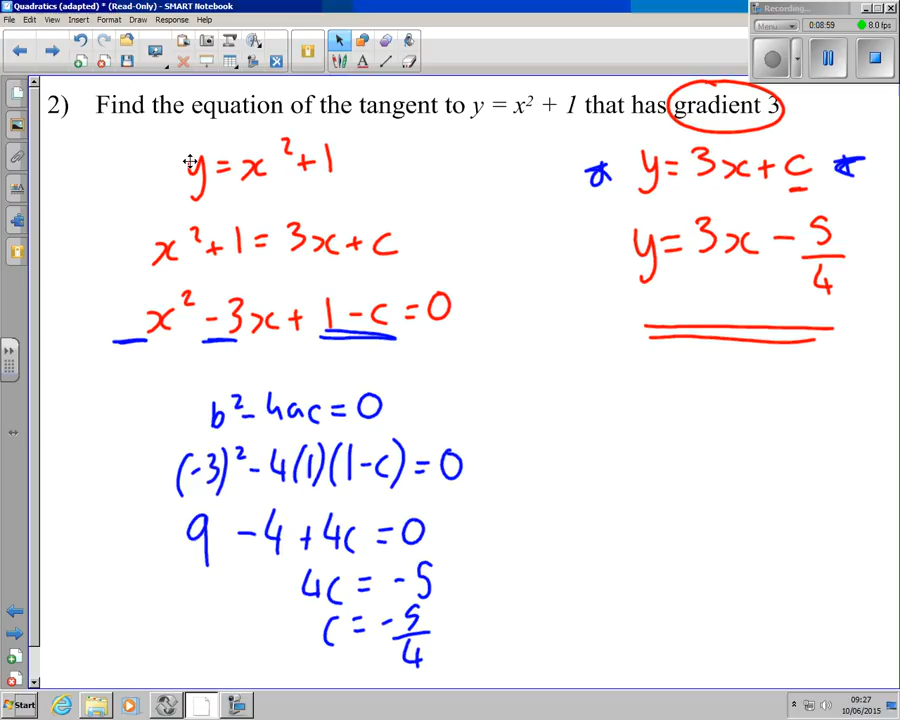 Quadratics (adapted) * (Read-Only) - SMART Notebook
File Edit View Insert Format Draw Response Help
Recording...
Menu 00:08:59 8.0 fps
2) Find the equation of the tangent to y = x² + 1 that has gradient 3
y = x² + 1
y = 3x + c
x² + 1 = 3x + c
y = 3x - 5/4
x² - 3x + 1 - c = 0
b² - 4ac = 0
(-3)² - 4(1)(1 - c) = 0
9 - 4 + 4c = 0
4c = -5
c = -5/4
Start
09:27
10/06/2015